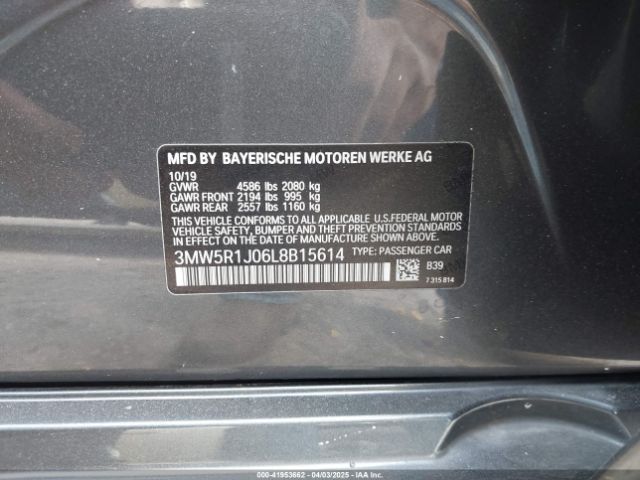 MFD BY BAYERISCHE MOTOREN WERKE AG
10/19
GVWR 4586 lbs 2080 kg
GAWR FRONT 2194 lbs 995 kg
GAWR REAR 2557 lbs 1160 kg
THIS VEHICLE CONFORMS TO ALL APPLICABLE U.S.FEDERAL MOTOR
VEHICLE SAFETY, BUMPER AND THEFT PREVENTION STANDARDS
IN EFFECT ON THE DATE OF MANUFACTURE SHOWN ABOVE.
3MW5R1J06L8B15614 TYPE: PASSENGER CAR
B39
7 315 814
000-41953662 - 04/03/2025 - IAAI.COM